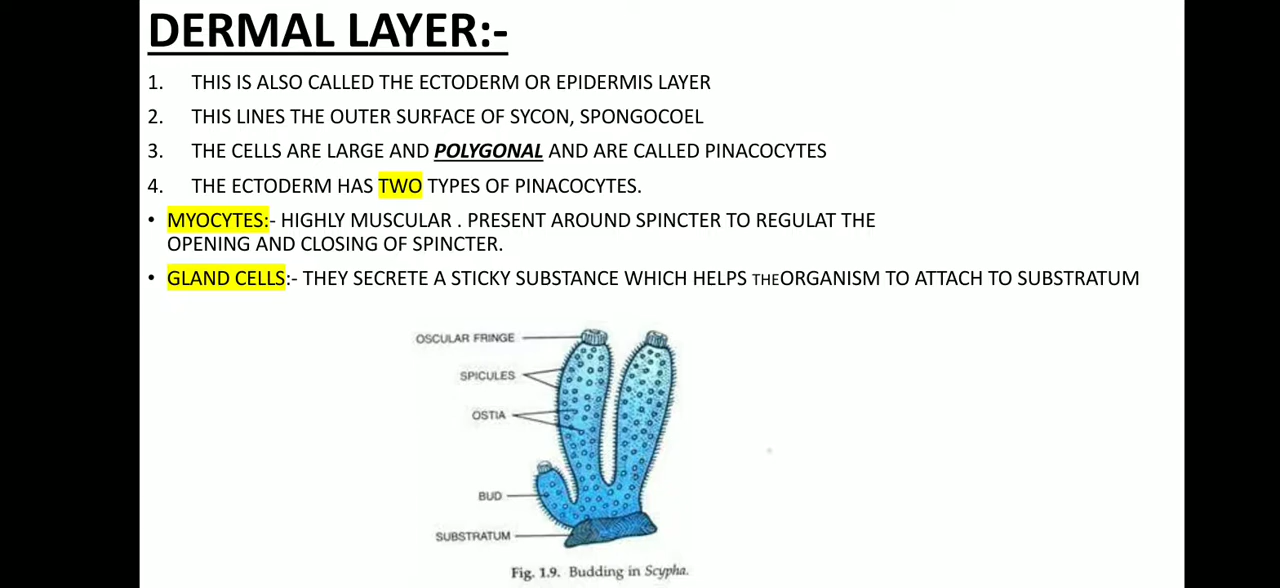 DERMAL LAYER:-
1. THIS IS ALSO CALLED THE ECTODERM OR EPIDERMIS LAYER
2. THIS LINES THE OUTER SURFACE OF SYCON, SPONGOCOEL
3. THE CELLS ARE LARGE AND POLYGONAL AND ARE CALLED PINACOCYTES
4. THE ECTODERM HAS TWO TYPES OF PINACOCYTES.
• MYOCYTES:- HIGHLY MUSCULAR . PRESENT AROUND SPINCTER TO REGULAT THE
OPENING AND CLOSING OF SPINCTER.
• GLAND CELLS:- THEY SECRETE A STICKY SUBSTANCE WHICH HELPS THEORGANISM TO ATTACH TO SUBSTRATUM
OSCULAR FRINGE
SPICULES
OSTIA
BUD
SUBSTRATUM
Fig. 1.9. Budding in Scypha.